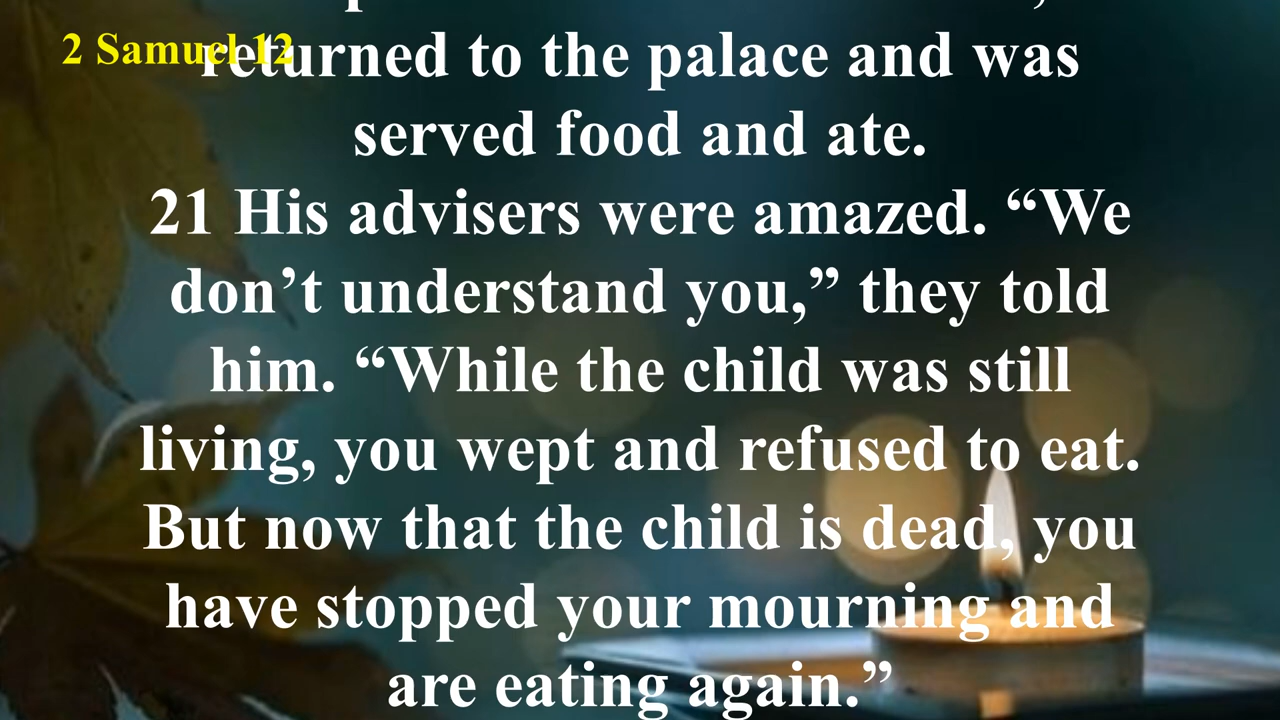 2 Samuel 12
returned to the palace and was
served food and ate.
21 His advisers were amazed. “We
don’t understand you,” they told
him. “While the child was still
living, you wept and refused to eat.
But now that the child is dead, you
have stopped your mourning and
are eating again.”